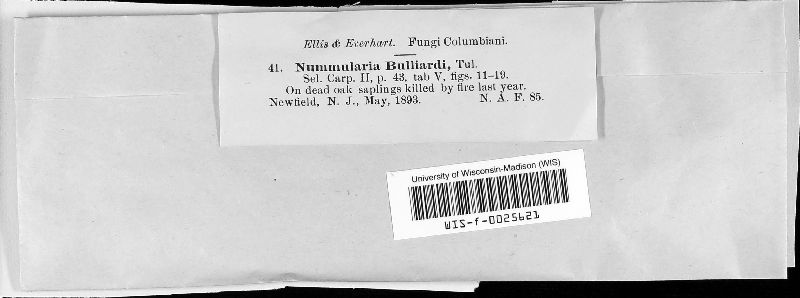 Ellis & Everhart. Fungi Columbiani.
41. Nummularia Bulliardi, Tul.
Sel. Carp. II, p. 43, tab V, figs. 11-19.
On dead oak saplings killed by fire last year.
Newfield, N. J., May, 1893. N. A. F. 85.
University of Wisconsin-Madison (WIS)
WIS-f-0025621